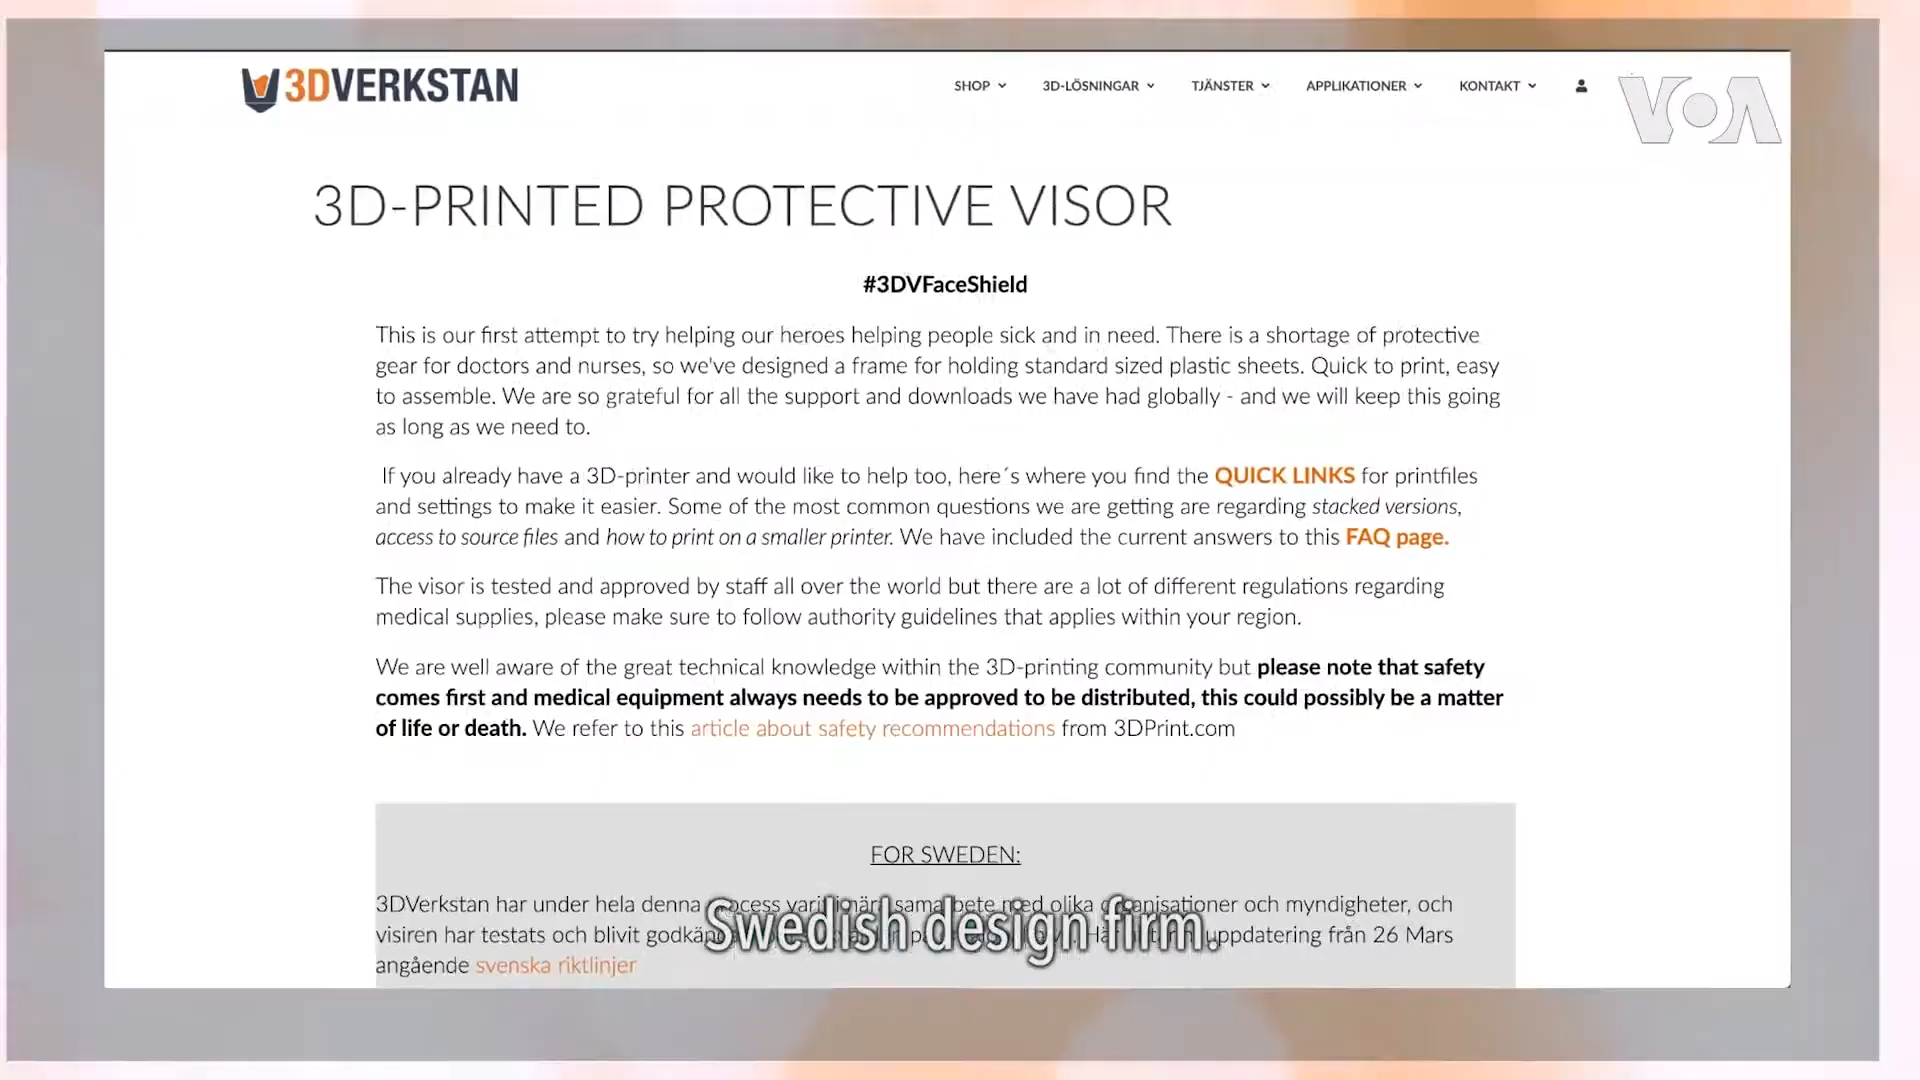 3DVERKSTAN
SHOP 3D-LÖSNINGAR TJÄNSTER APPLIKATIONER KONTAKT
VOA
3D-PRINTED PROTECTIVE VISOR
#3DVFaceShield
This is our first attempt to try helping our heroes helping people sick and in need. There is a shortage of protective
gear for doctors and nurses, so we've designed a frame for holding standard sized plastic sheets. Quick to print, easy
to assemble. We are so grateful for all the support and downloads we have had globally - and we will keep this going
as long as we need to.
If you already have a 3D-printer and would like to help too, here´s where you find the QUICK LINKS for printfiles
and settings to make it easier. Some of the most common questions we are getting are regarding stacked versions,
access to source files and how to print on a smaller printer. We have included the current answers to this FAQ page.
The visor is tested and approved by staff all over the world but there are a lot of different regulations regarding
medical supplies, please make sure to follow authority guidelines that applies within your region.
We are well aware of the great technical knowledge within the 3D-printing community but please note that safety
comes first and medical equipment always needs to be approved to be distributed, this could possibly be a matter
of life or death. We refer to this article about safety recommendations from 3DPrint.com
FOR SWEDEN:
3DVerkstan har under hela denna olika och myndigheter, och
visiren har testats och blivit uppdatering från 26 Mars
angående svenska riktlinjer
Swedish design firm.